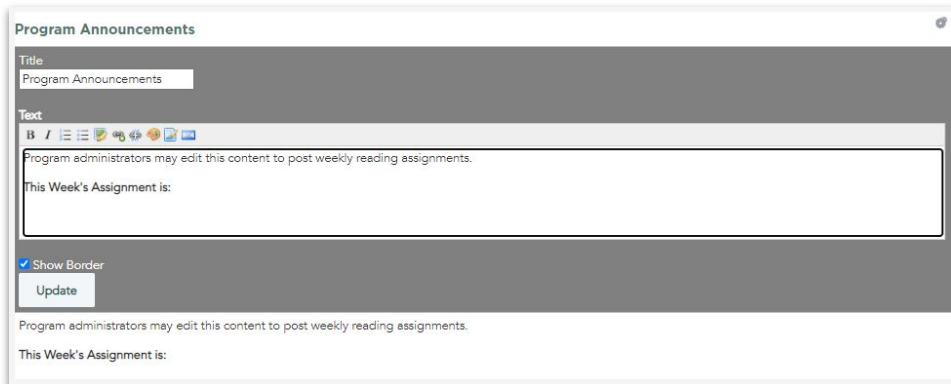 Program Announcements
Title
Program Announcements
Text
B I
Program administrators may edit this content to post weekly reading assignments.
This Week's Assignment is:
Show Border
Update
Program administrators may edit this content to post weekly reading assignments.
This Week's Assignment is: